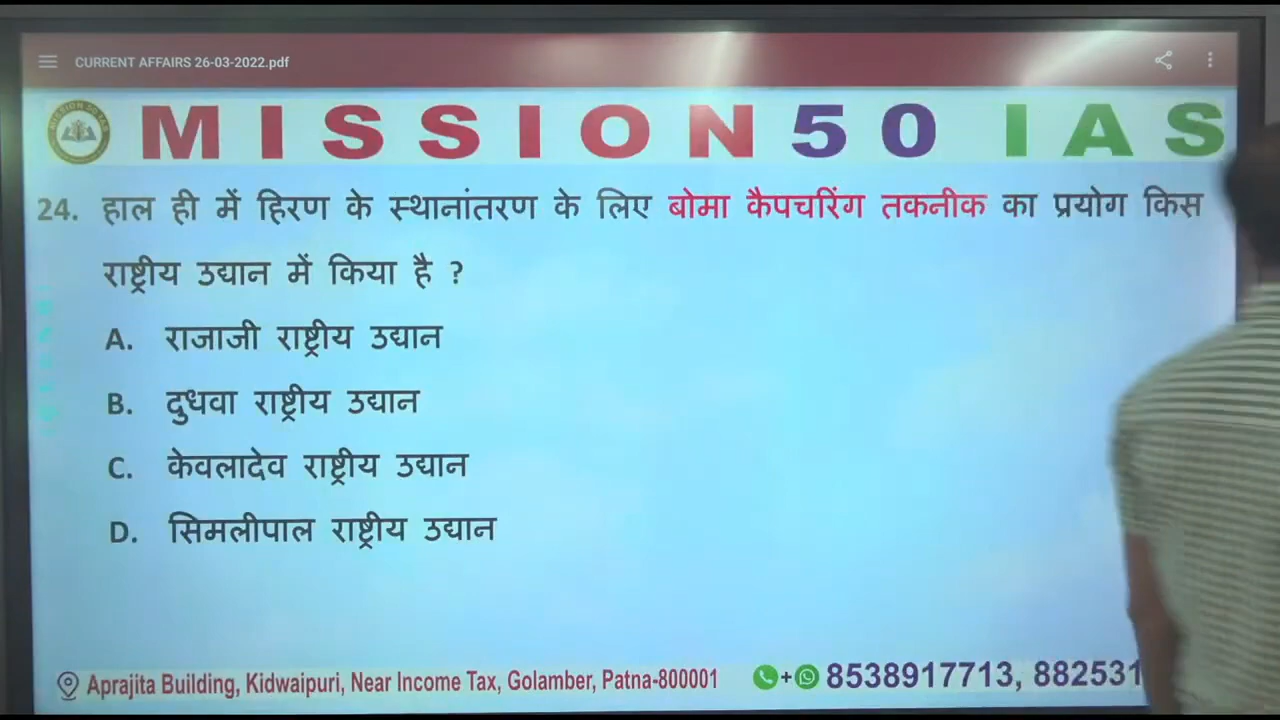 CURRENT AFFAIRS 26-03-2022.pdf
MISSION 50 IAS
24. हाल ही में हिरण के स्थानांतरण के लिए बोमा कैपचरिंग तकनीक का प्रयोग किस
राष्ट्रीय उद्यान में किया है ?
A. राजाजी राष्ट्रीय उद्यान
B. दुधवा राष्ट्रीय उद्यान
C. केवलादेव राष्ट्रीय उद्यान
D. सिमलीपाल राष्ट्रीय उद्यान
Aprajita Building, Kidwaipuri, Near Income Tax, Golamber, Patna-800001
+ 8538917713, 882531